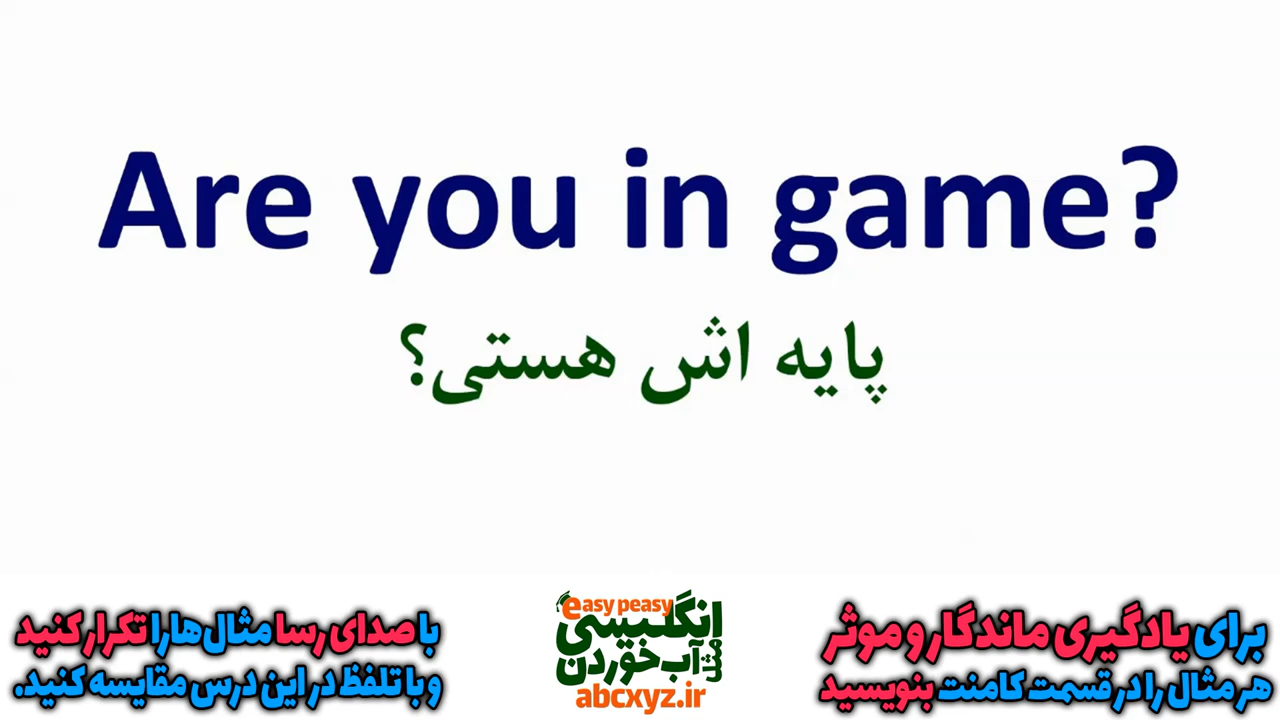 Are you in game?
پایه اش هستی؟
برای یادگیری ماندگار و موثر
هر مثال را در قسمت کامنت بنویسید
easy peasy
انگلیسی
مثل آب خوردن
abcxyz.ir
با صدای رسا مثال‌ها را تکرار کنید
و با تلفظ در این درس مقایسه کنید.